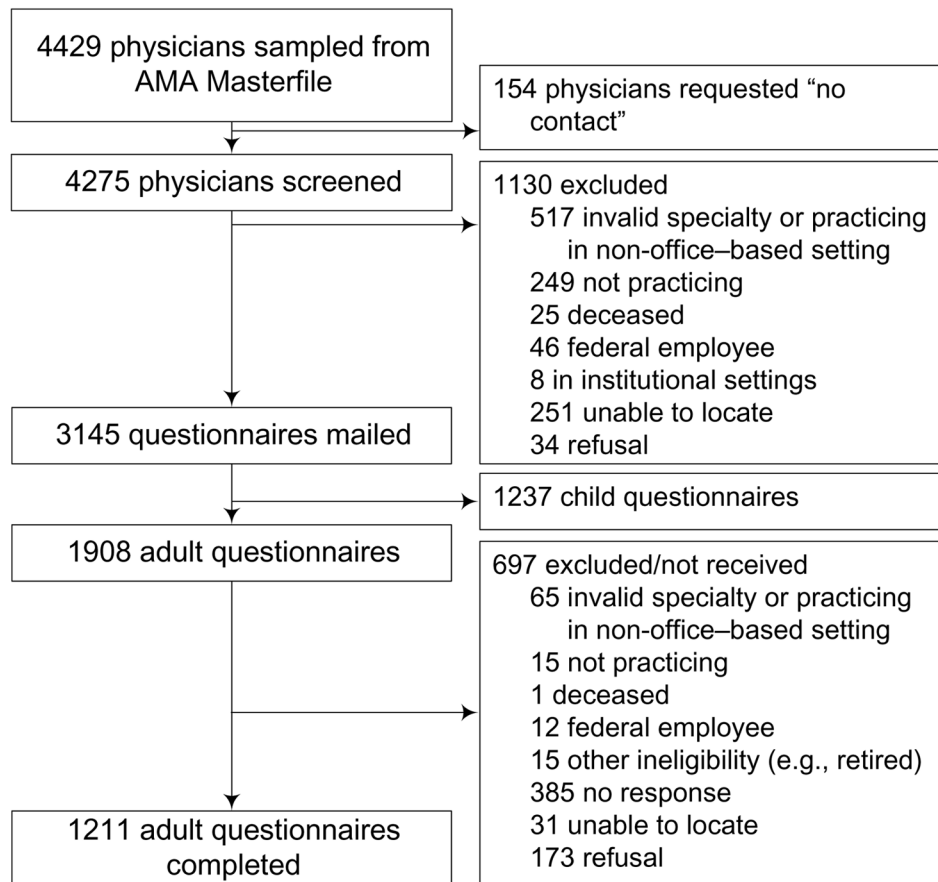 4429 physicians sampled from
AMA Masterfile
154 physicians requested “no
contact”
4275 physicians screened
1130 excluded
517 invalid specialty or practicing
in non-office–based setting
249 not practicing
25 deceased
46 federal employee
8 in institutional settings
251 unable to locate
34 refusal
3145 questionnaires mailed
1237 child questionnaires
1908 adult questionnaires
697 excluded/not received
65 invalid specialty or practicing
in non-office–based setting
15 not practicing
1 deceased
12 federal employee
15 other ineligibility (e.g., retired)
385 no response
31 unable to locate
173 refusal
1211 adult questionnaires
completed